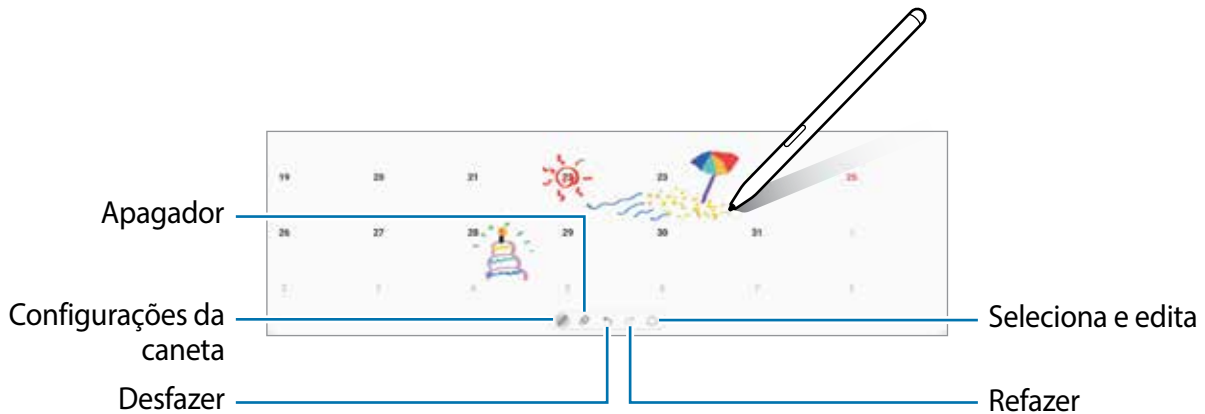 19 20 21 23 25
Apagador
26 27 28 29 30 31
Configurações da
caneta
Seleciona e edita
Desfazer
Refazer